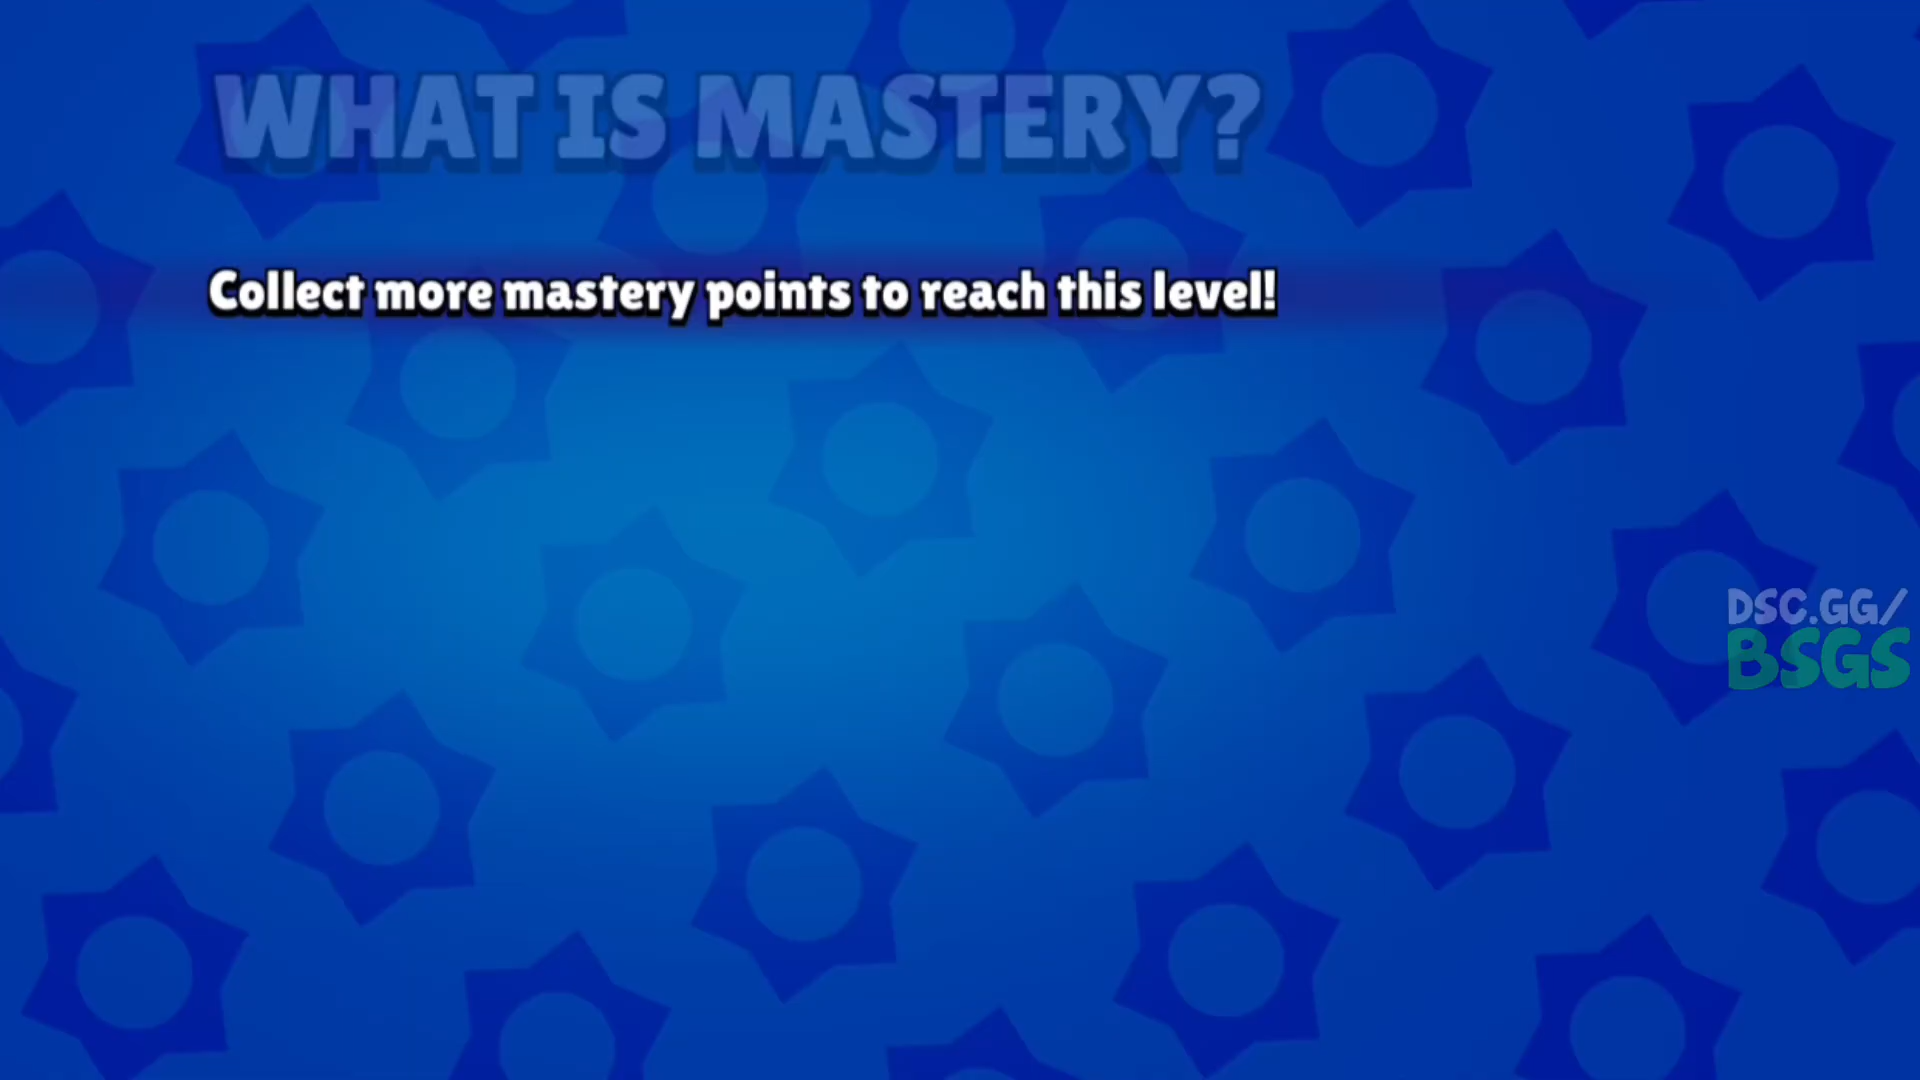 WHAT IS MASTERY?
Collect more mastery points to reach this level!
DSC.GG/
BSGS